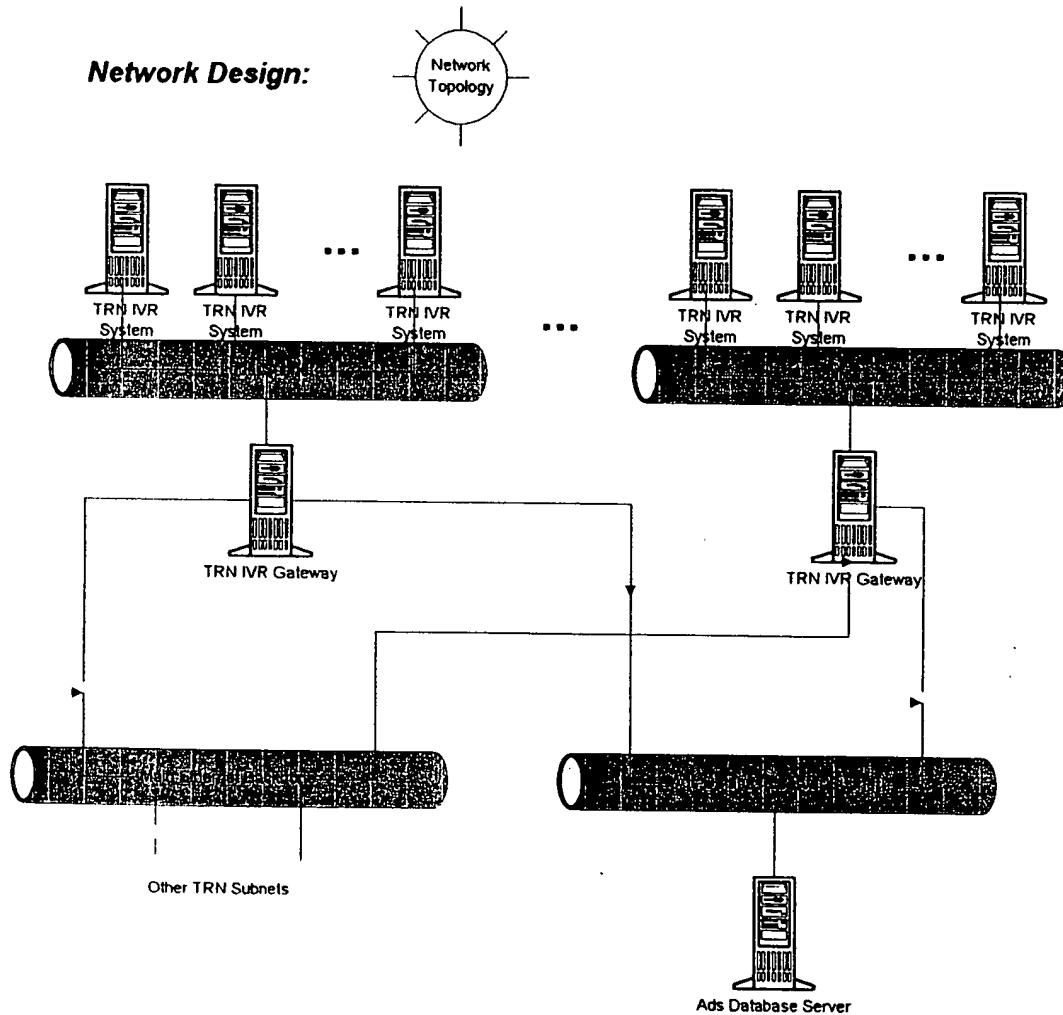 Network Design:
Network
Topology
TRN IVR
System
TRN IVR
System
...
TRN IVR
System
...
TRN IVR
System
TRN IVR
System
...
TRN IVR
System
TRN IVR Gateway
TRN IVR Gateway
Other TRN Subnets
Ads Database Server